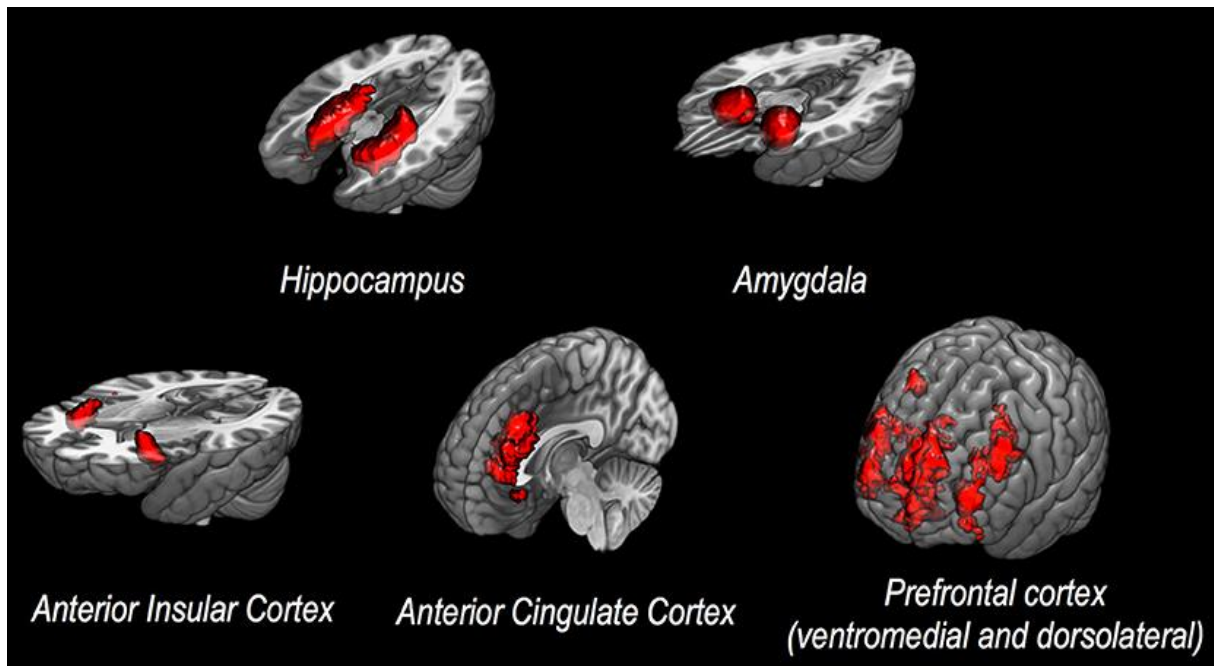 Hippocampus
Amygdala
Anterior Insular Cortex
Anterior Cingulate Cortex
Prefrontal cortex
(ventromedial and dorsolateral)